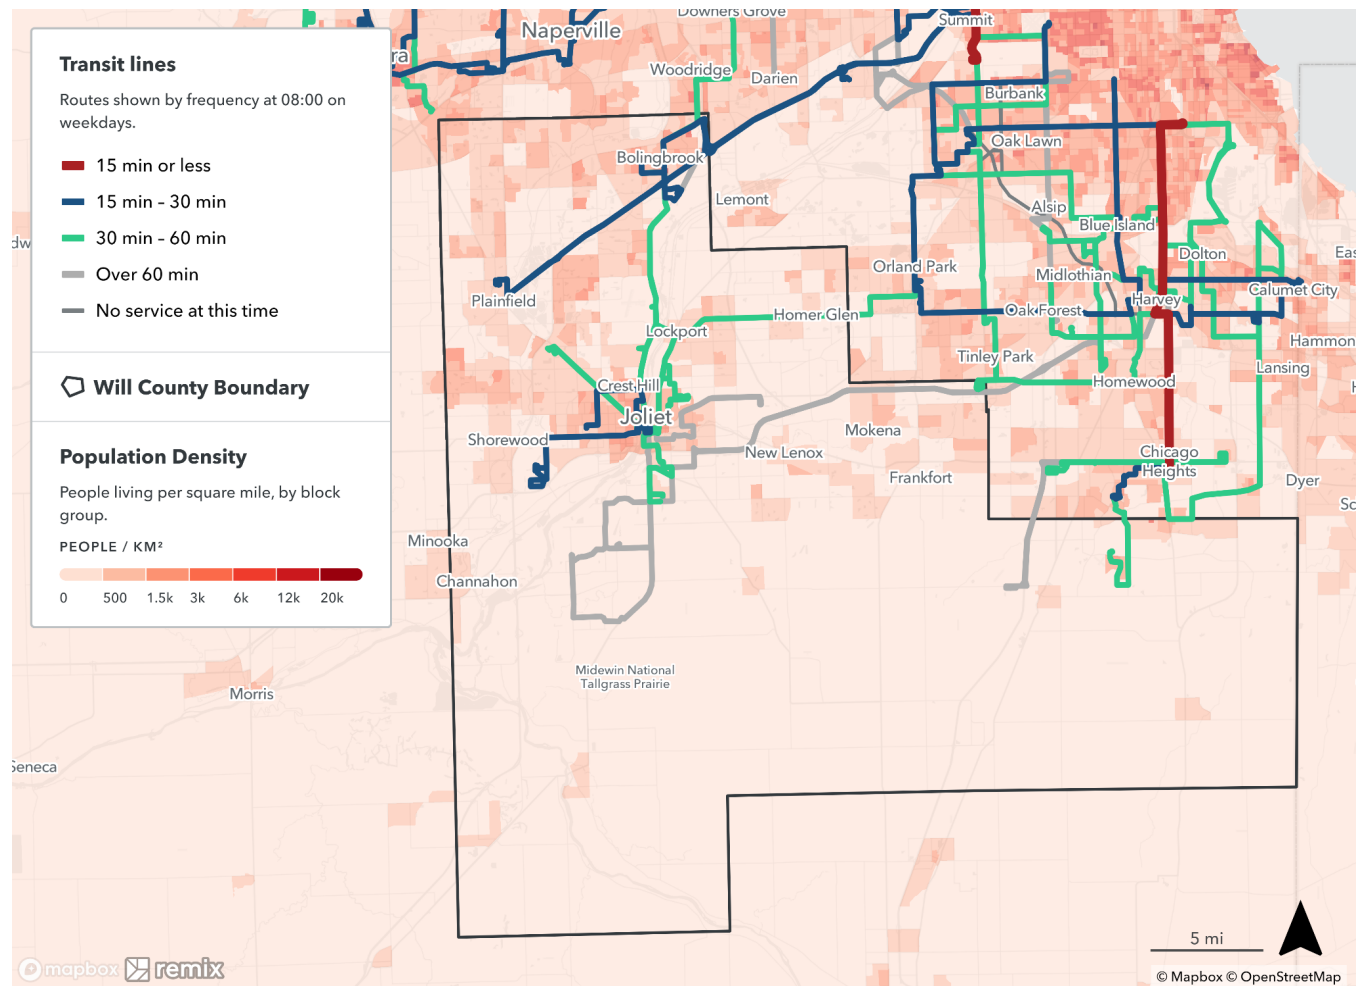 Transit lines
Routes shown by frequency at 08:00 on
weekdays.
15 min or less
15 min – 30 min
30 min – 60 min
Over 60 min
No service at this time
Will County Boundary
Population Density
People living per square mile, by block
group.
PEOPLE / KM²
0 500 1.5k 3k 6k 12k 20k
Downers Grove
Summit
Naperville
ra
Woodridge
Darien
Burbank
Oak Lawn
Bolingbrook
Lemont
Alsip
Blue Island
dw
Dolton
Eas
Orland Park
Midlothian
Calumet City
Plainfield
Harvey
Homer Glen
Oak Forest
Lockport
Hammon
Tinley Park
Lansing
Crest Hill
Homewood
H
Joliet
Mokena
Shorewood
New Lenox
Chicago
Heights
Frankfort
Dyer
Sc
Minooka
Channahon
Midewin National
Tallgrass Prairie
Morris
Seneca
5 mi
mapbox remix
© Mapbox © OpenStreetMap